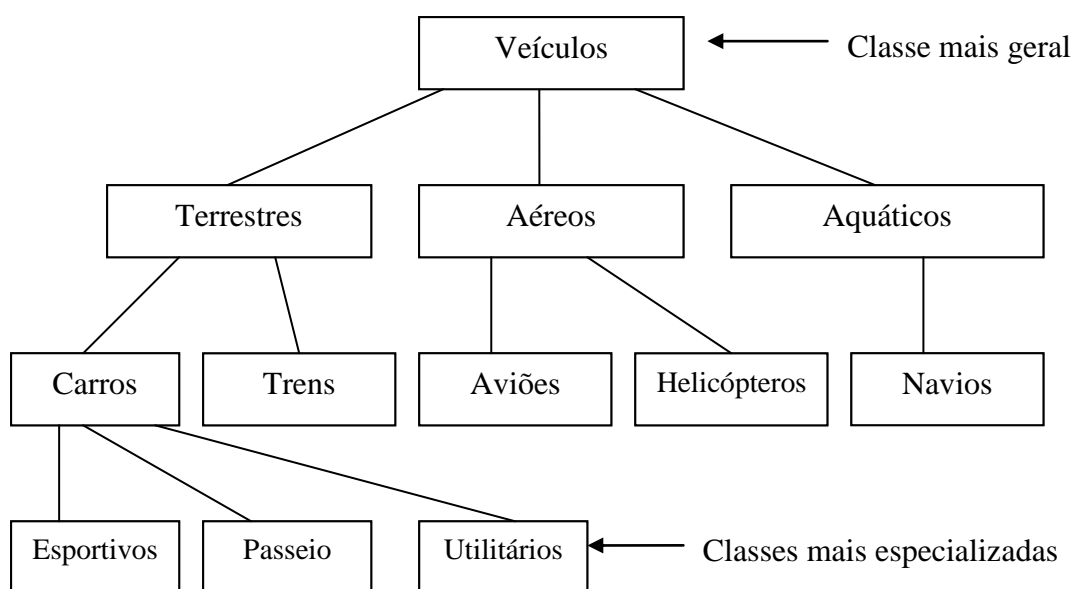 Veículos
Classe mais geral
Terrestres
Aéreos
Aquáticos
Carros
Trens
Aviões
Helicópteros
Navios
Esportivos
Passeio
Utilitários
Classes mais especializadas